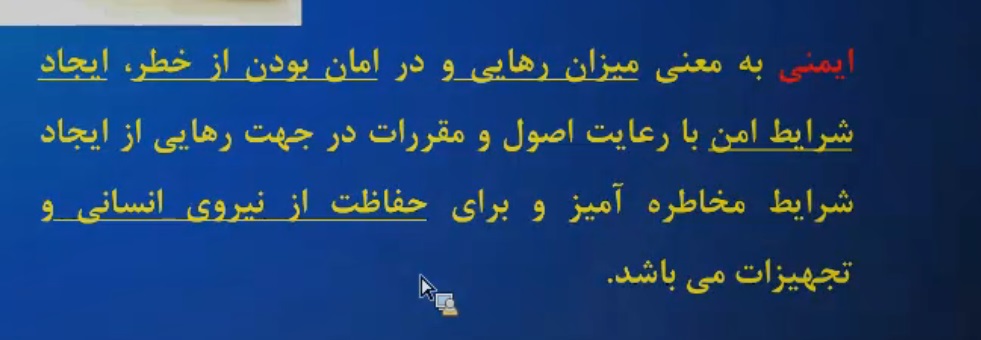 ایمنی به معنی میزان رهایی و در امان بودن از خطر، ایجاد
شرایط امن با رعایت اصول و مقررات در جهت رهایی از ایجاد
شرایط مخاطره آمیز و برای حفاظت از نیروی انسانی و
تجهیزات می باشد.